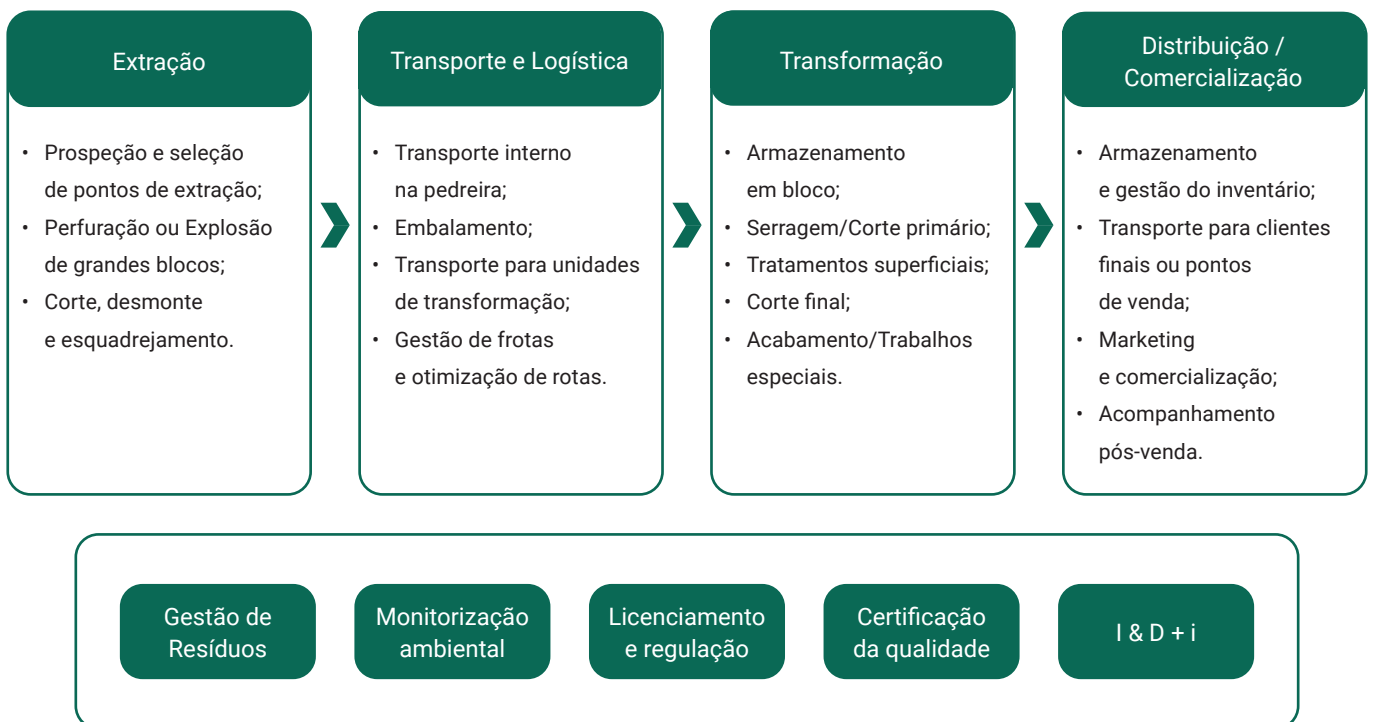 Extração
• Prospeção e seleção
de pontos de extração;
• Perfuração ou Explosão
de grandes blocos;
• Corte, desmonte
e esquadrejamento.
Transporte e Logística
• Transporte interno
na pedreira;
• Embalamento;
• Transporte para unidades
de transformação;
• Gestão de frotas
e otimização de rotas.
Transformação
• Armazenamento
em bloco;
• Serragem/Corte primário;
• Tratamentos superficiais;
• Corte final;
• Acabamento/Trabalhos
especiais.
Distribuição /
Comercialização
• Armazenamento
e gestão do inventário;
• Transporte para clientes
finais ou pontos
de venda;
• Marketing
e comercialização;
• Acompanhamento
pós-venda.
Gestão de
Resíduos
Monitorização
ambiental
Licenciamento
e regulação
Certificação
da qualidade
I & D + i